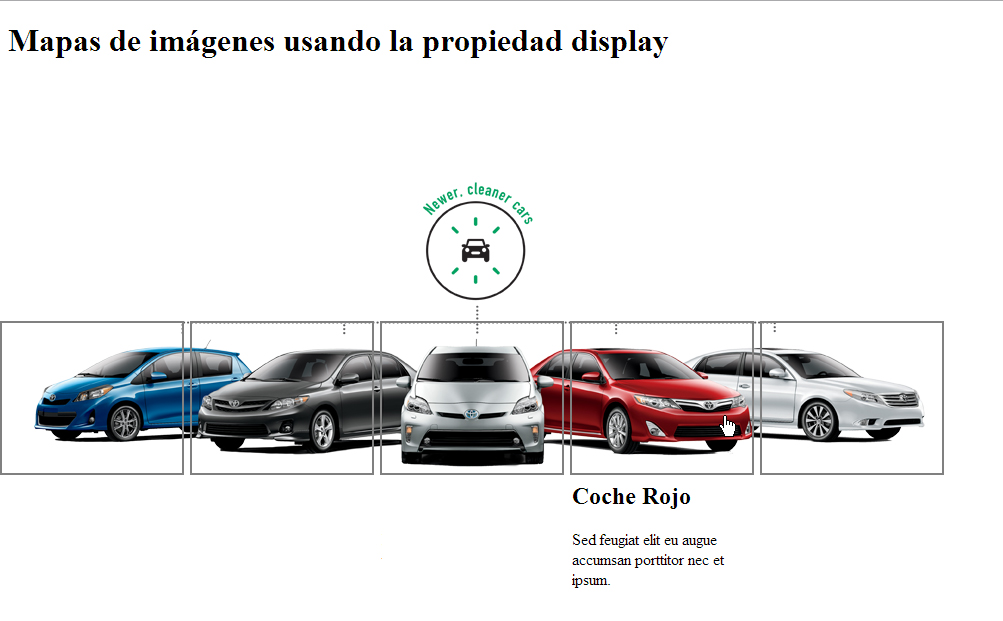 Mapas de imágenes usando la propiedad display
Newer, cleaner cars
Coche Rojo
Sed feugiat elit eu augue
accumsan porttitor nec et
ipsum.